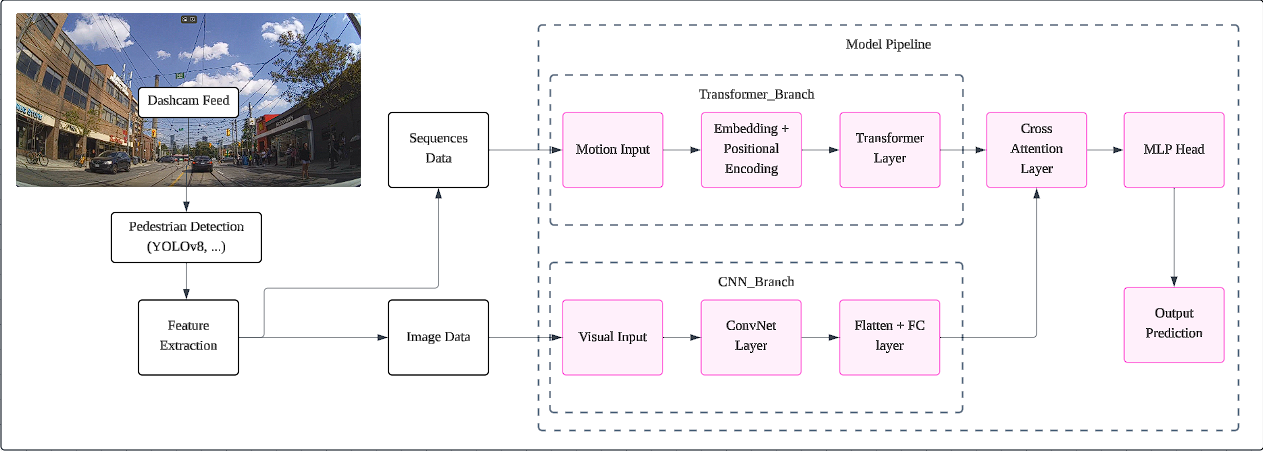 Model Pipeline
Dashcam Feed
Pedestrian Detection
(YOLOv8, ...)
Feature
Extraction
Sequences
Data
Image Data
Transformer_Branch
Motion Input
Embedding +
Positional
Encoding
Transformer
Layer
CNN_Branch
Visual Input
ConvNet
Layer
Flatten + FC
layer
Cross
Attention
Layer
MLP Head
Output
Prediction